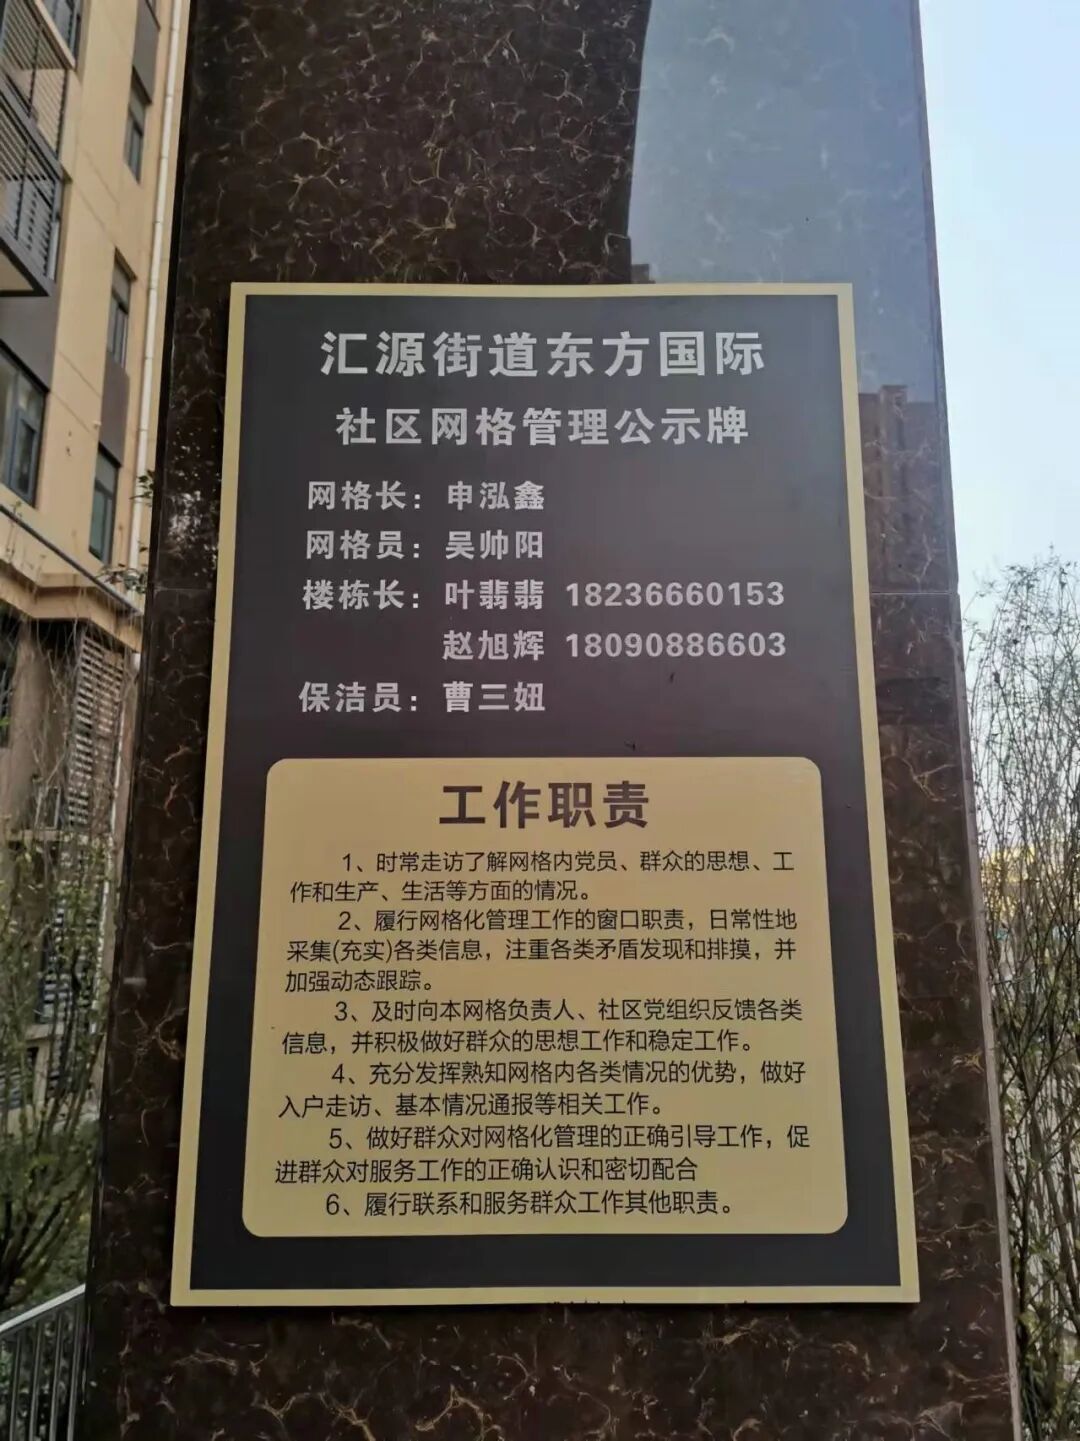 汇源街道东方国际
社区网格管理公示牌
网格长：申泓鑫
网格员：吴帅阳
楼栋长：叶翡翡 18236660153
赵旭辉 18090886603
保洁员：曹三妞
工作职责
1、时常走访了解网格内党员、群众的思想、工
作和生产、生活等方面的情况。
2、履行网格化管理工作的窗口职责，日常性地
采集(充实)各类信息，注重各类矛盾发现和排摸，并
加强动态跟踪。
3、及时向本网格负责人、社区党组织反馈各类
信息，并积极做好群众的思想工作和稳定工作。
4、充分发挥熟知网格内各类情况的优势，做好
入户走访、基本情况通报等相关工作。
5、做好群众对网格化管理的正确引导工作，促
进群众对服务工作的正确认识和密切配合
6、履行联系和服务群众工作其他职责。